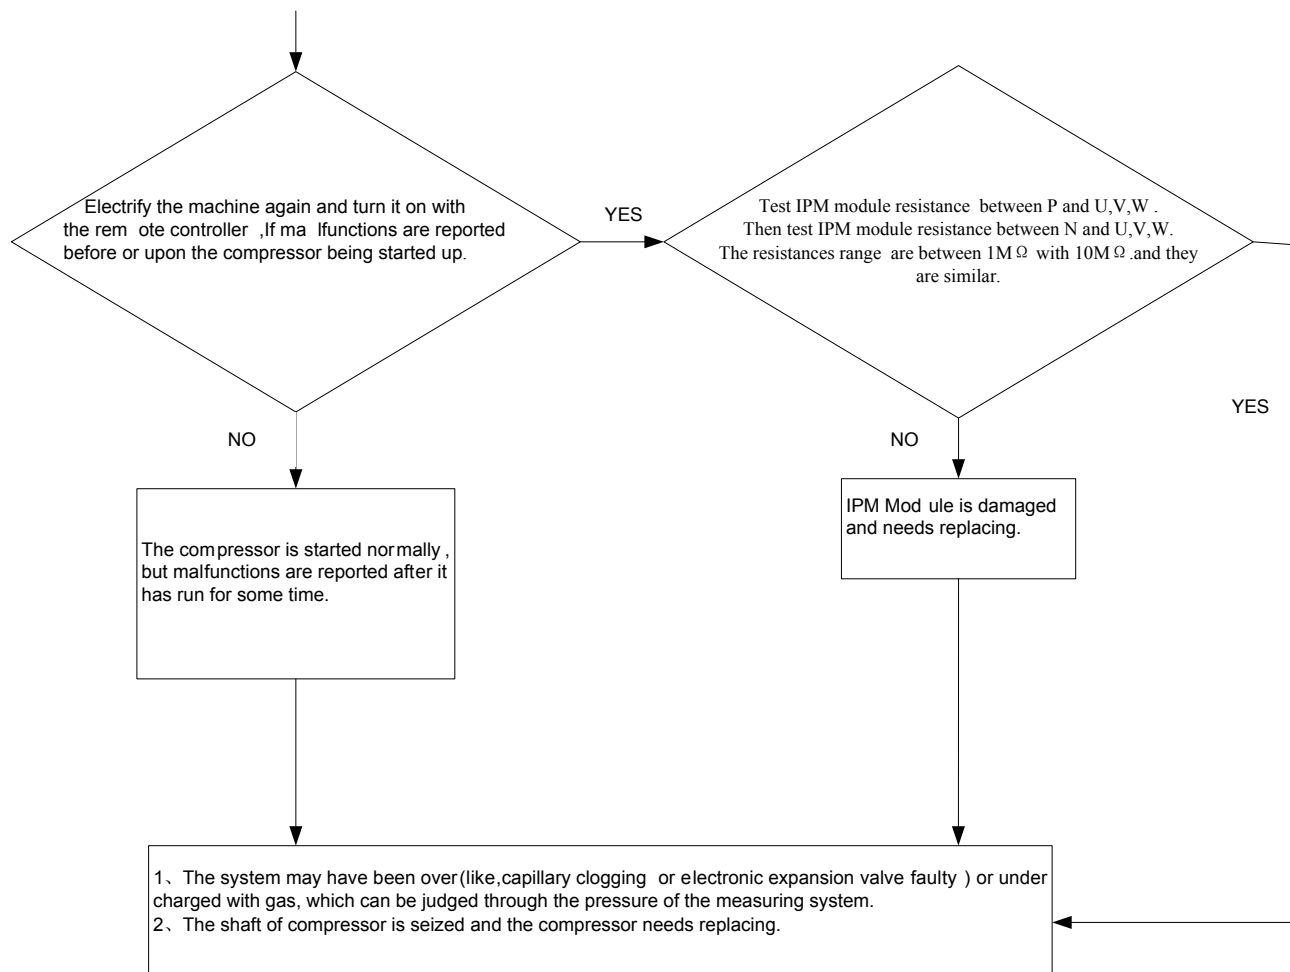 Electrify the machine again and turn it on with
the rem ote controller ,If ma lfunctions are reported
before or upon the compressor being started up.
YES
Test IPM module resistance between P and U,V,W .
Then test IPM module resistance between N and U,V,W.
The resistances range are between 1MΩ with 10MΩ.and they
are similar.
YES
NO
NO
The compressor is started normally ,
but malfunctions are reported after it
has run for some time.
IPM Mod ule is damaged
and needs replacing.
1、The system may have been over(like,capillary clogging or electronic expansion valve faulty ) or under
charged with gas, which can be judged through the pressure of the measuring system.
2、The shaft of compressor is seized and the compressor needs replacing.